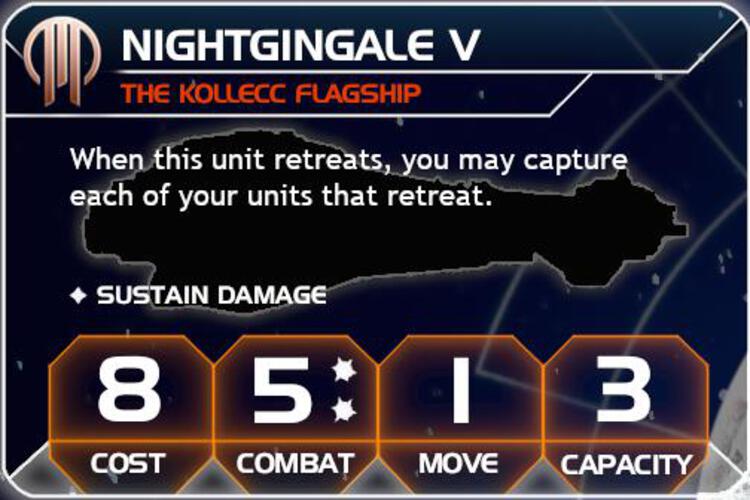 NIGHTGINGALE V
THE KOLLECC FLAGSHIP
When this unit retreats, you may capture
each of your units that retreat.
SUSTAIN DAMAGE
8 5 1 3
COST COMBAT MOVE CAPACITY